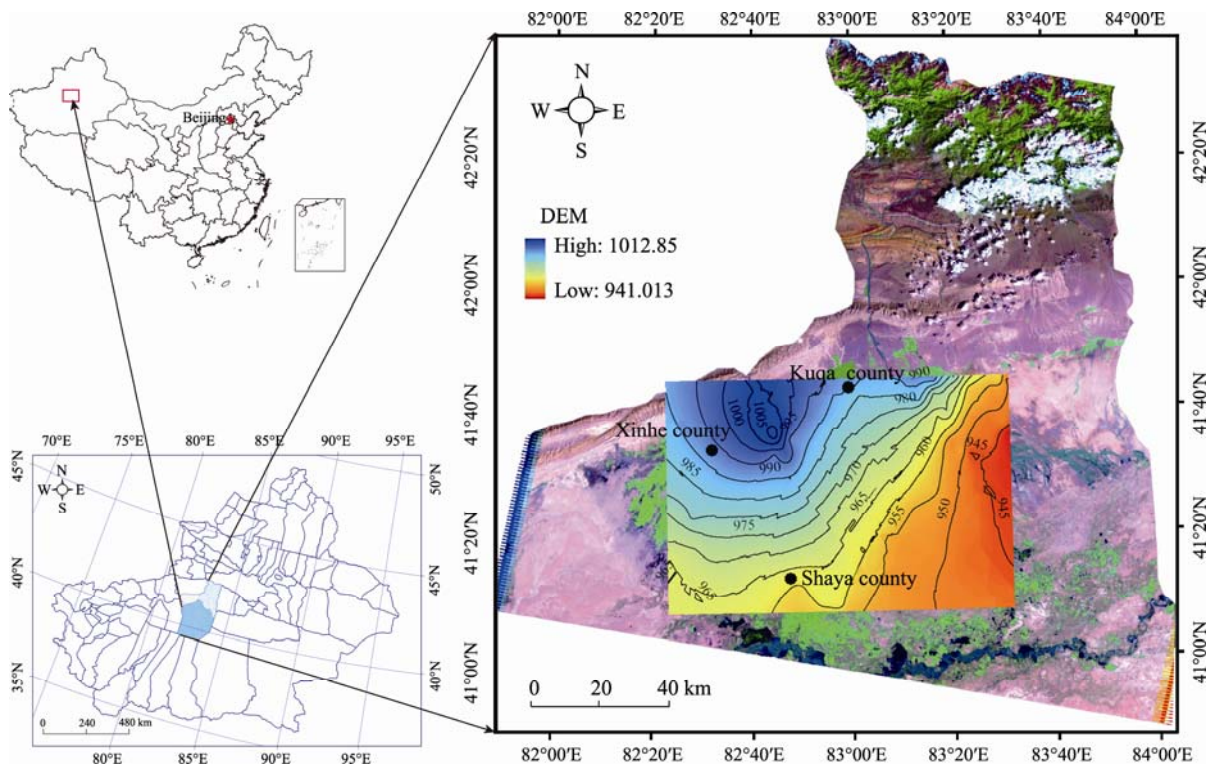 Beijing
70°E 75°E 80°E 85°E 90°E 95°E
45°N
40°N
35°N
50°N
45°N
40°N
N
W E
S
0 240 480 km
80°E 85°E 90°E 95°E
82°00′E 82°20′E 82°40′E 83°00′E 83°20′E 83°40′E 84°00′E
N
W E
S
DEM
High: 1012.85
Low: 941.013
42°20′N
42°00′N
41°40′N
41°20′N
41°00′N
42°20′N
42°00′N
41°40′N
41°20′N
41°00′N
Kuqa county
990
980
1005
1000
995
Xinhe county
985
990
960
945
970
975
965
955
950
945
965
Shaya county
0 20 40 km
82°00′E 82°20′E 82°40′E 83°00′E 83°20′E 83°40′E 84°00′E